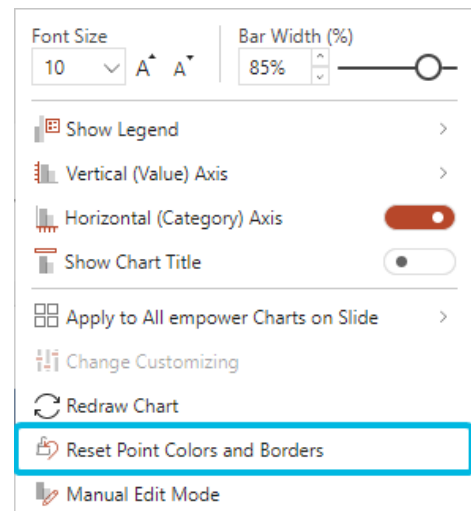 Font Size Bar Width (%)
10 A A 85%
Show Legend
Vertical (Value) Axis
Horizontal (Category) Axis
Show Chart Title
Apply to All empower Charts on Slide
Change Customizing
Redraw Chart
Reset Point Colors and Borders
Manual Edit Mode